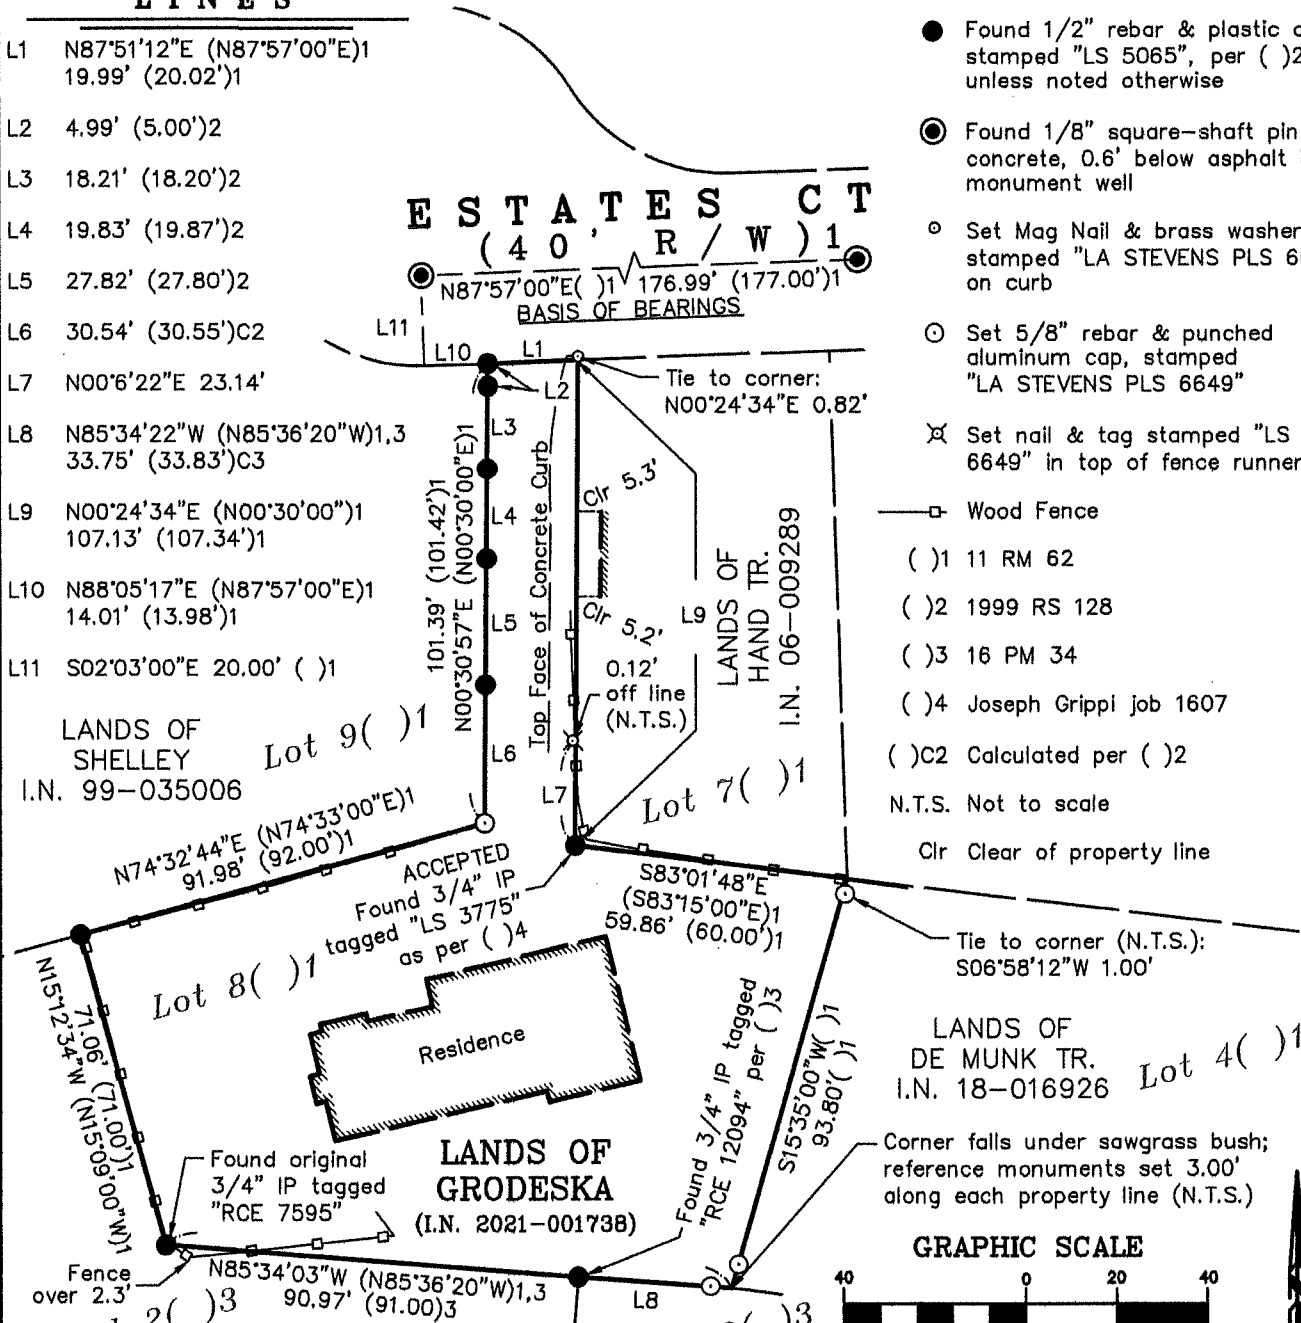 LINES
L1 N87°51'12"E (N87°57'00"E)1
19.99' (20.02')1
L2 4.99' (5.00')2
L3 18.21' (18.20')2
L4 19.83' (19.87')2
L5 27.82' (27.80')2
L6 30.54' (30.55')C2
L7 N00°6'22"E 23.14'
L8 N85°34'22"W (N85°36'20"W)1,3
33.75' (33.83')C3
L9 N00°24'34"E (N00°30'00")1
107.13' (107.34')1
L10 N88°05'17"E (N87°57'00"E)1
14.01' (13.98')1
L11 S02°03'00"E 20.00' ( )1
Found 1/2" rebar & plastic
stamped "LS 5065", per ( )2
unless noted otherwise
Found 1/8" square-shaft pin
concrete, 0.6' below asphalt
monument well
Set Mag Nail & brass washer
stamped "LA STEVENS PLS
on curb
Set 5/8" rebar & punched
aluminum cap, stamped
"LA STEVENS PLS 6649"
Set nail & tag stamped "LS
6649" in top of fence runner
Wood Fence
( )1 11 RM 62
( )2 1999 RS 128
( )3 16 PM 34
( )4 Joseph Grippi job 1607
( )C2 Calculated per ( )2
N.T.S. Not to scale
Clr Clear of property line
ESTATES CT
(40' R/W)1
N87°57'00"E( )1 176.99' (177.00')1
BASIS OF BEARINGS
L11
L10
L1
L2
Tie to corner:
N00°24'34"E 0.82'
L3
L4
L5
L6
101.39' (101.42')1
N00°30'57"E (N00°30'00"E)1
Top Face of Concrete Curb
Clr 5.3'
Clr 5.2'
0.12'
off line
(N.T.S.)
L9
L7
LANDS OF
HAND TR.
I.N. 06-009289
LANDS OF
SHELLEY
I.N. 99-035006
Lot 9( )1
Lot 7( )1
N74°32'44"E (N74°33'00"E)1
91.98' (92.00')1
ACCEPTED
Found 3/4" IP
tagged "LS 3775"
as per ( )4
S83°01'48"E
(S83°15'00"E)1
59.86' (60.00')1
Tie to corner (N.T.S.):
S06°58'12"W 1.00'
Lot 8( )1
N15°12'34"W (N15°09'00"W)1
71.06' (71.00')1
Residence
Found 3/4" IP tagged
"RCE 12094" per ( )3
S15°35'00"W( )1
93.80'( )1
LANDS OF
DE MUNK TR.
I.N. 18-016926
Lot 4( )1
Corner falls under sawgrass bush;
reference monuments set 3.00'
along each property line (N.T.S.)
Found original
3/4" IP tagged
"RCE 7595"
LANDS OF
GRODESKA
(I.N. 2021-001738)
Fence
over 2.3'
N85°34'03"W (N85°36'20"W)1,3
90.97' (91.00)3
L8
2( )3
( )3
GRAPHIC SCALE
40 0 20 40